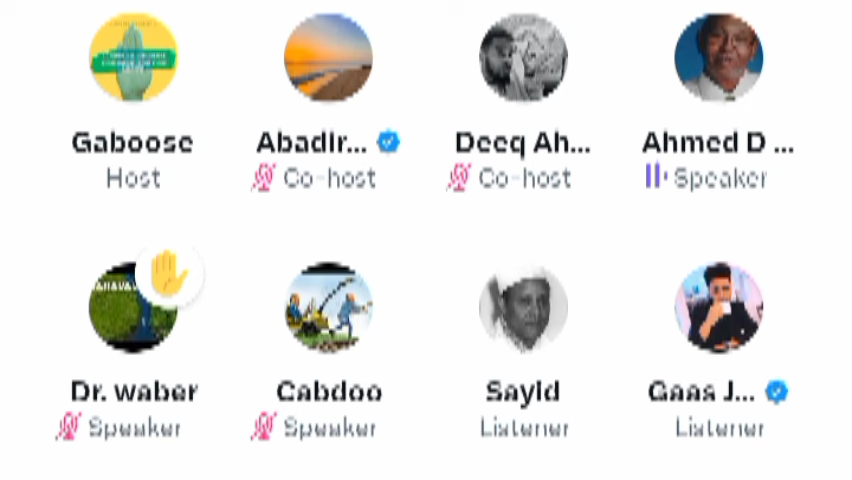 Gaboose Abadir... Deeq Ah... Ahmed D ...
Host Co-host Co-host Speaker
Dr. waber Cabdoo Sayid Gaas J...
Speaker Speaker Listener Listener